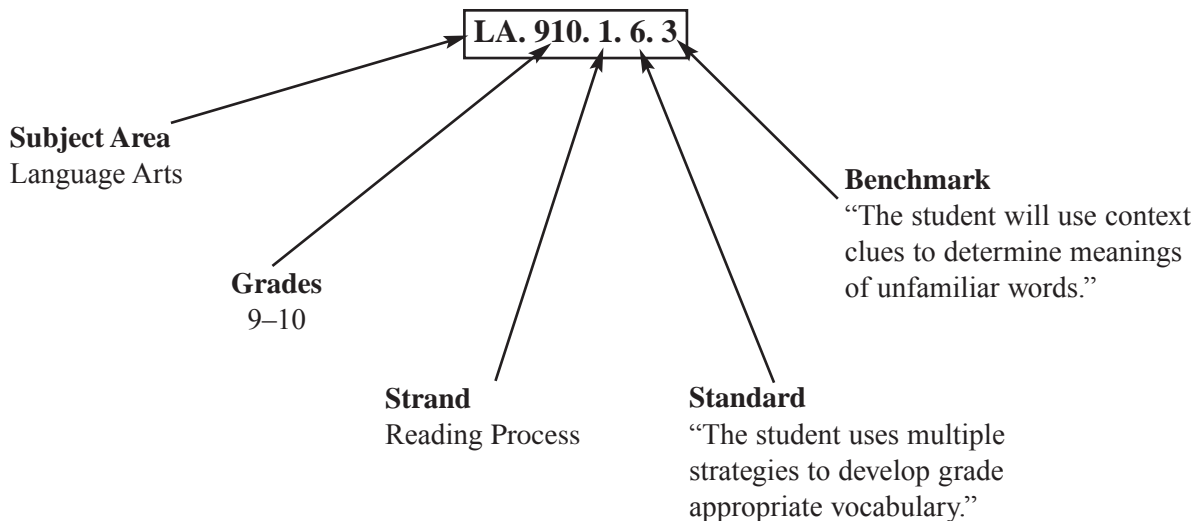 LA. 910. 1. 6. 3
Subject Area
Language Arts
Grades
9–10
Strand
Reading Process
Standard
“The student uses multiple
strategies to develop grade
appropriate vocabulary.”
Benchmark
“The student will use context
clues to determine meanings
of unfamiliar words.”